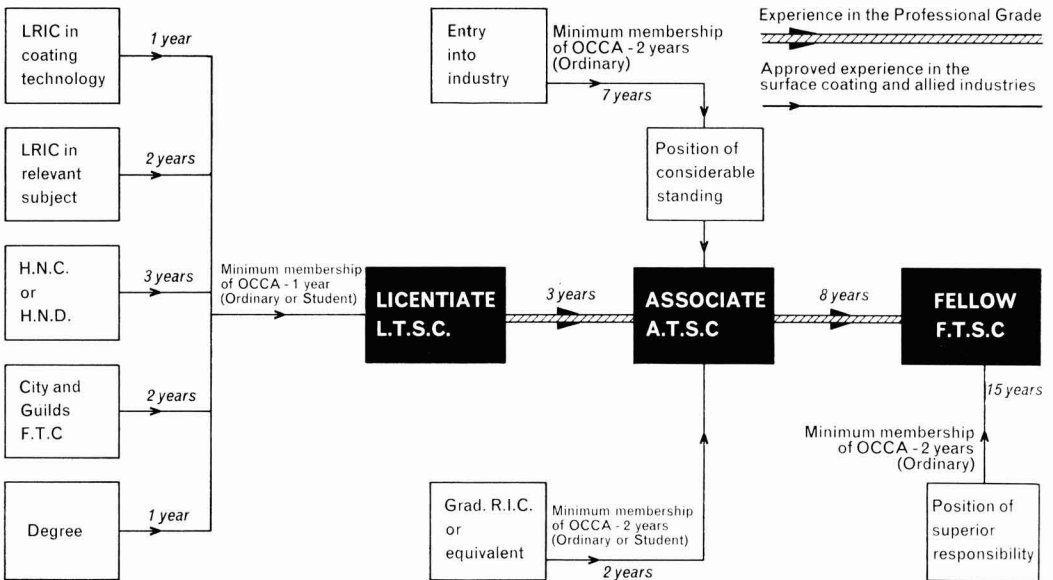 LRIC in
coating
technology
1 year
LRIC in
relevant
subject
2 years
H.N.C.
or
H.N.D.
3 years
City and
Guilds
F.T.C
2 years
Degree
1 year
Minimum membership
of OCCA - 1 year
(Ordinary or Student)
LICENTIATE
L.T.S.C.
3 years
Entry
into
industry
Minimum membership
of OCCA - 2 years
(Ordinary)
7 years
Position of
considerable
standing
ASSOCIATE
A.T.S.C
Grad. R.I.C.
or
equivalent
Minimum membership
of OCCA - 2 years
(Ordinary or Student)
2 years
8 years
FELLOW
F.T.S.C
15 years
Minimum membership
of OCCA - 2 years
(Ordinary)
Position of
superior
responsibility
Experience in the Professional Grade
Approved experience in the
surface coating and allied industries